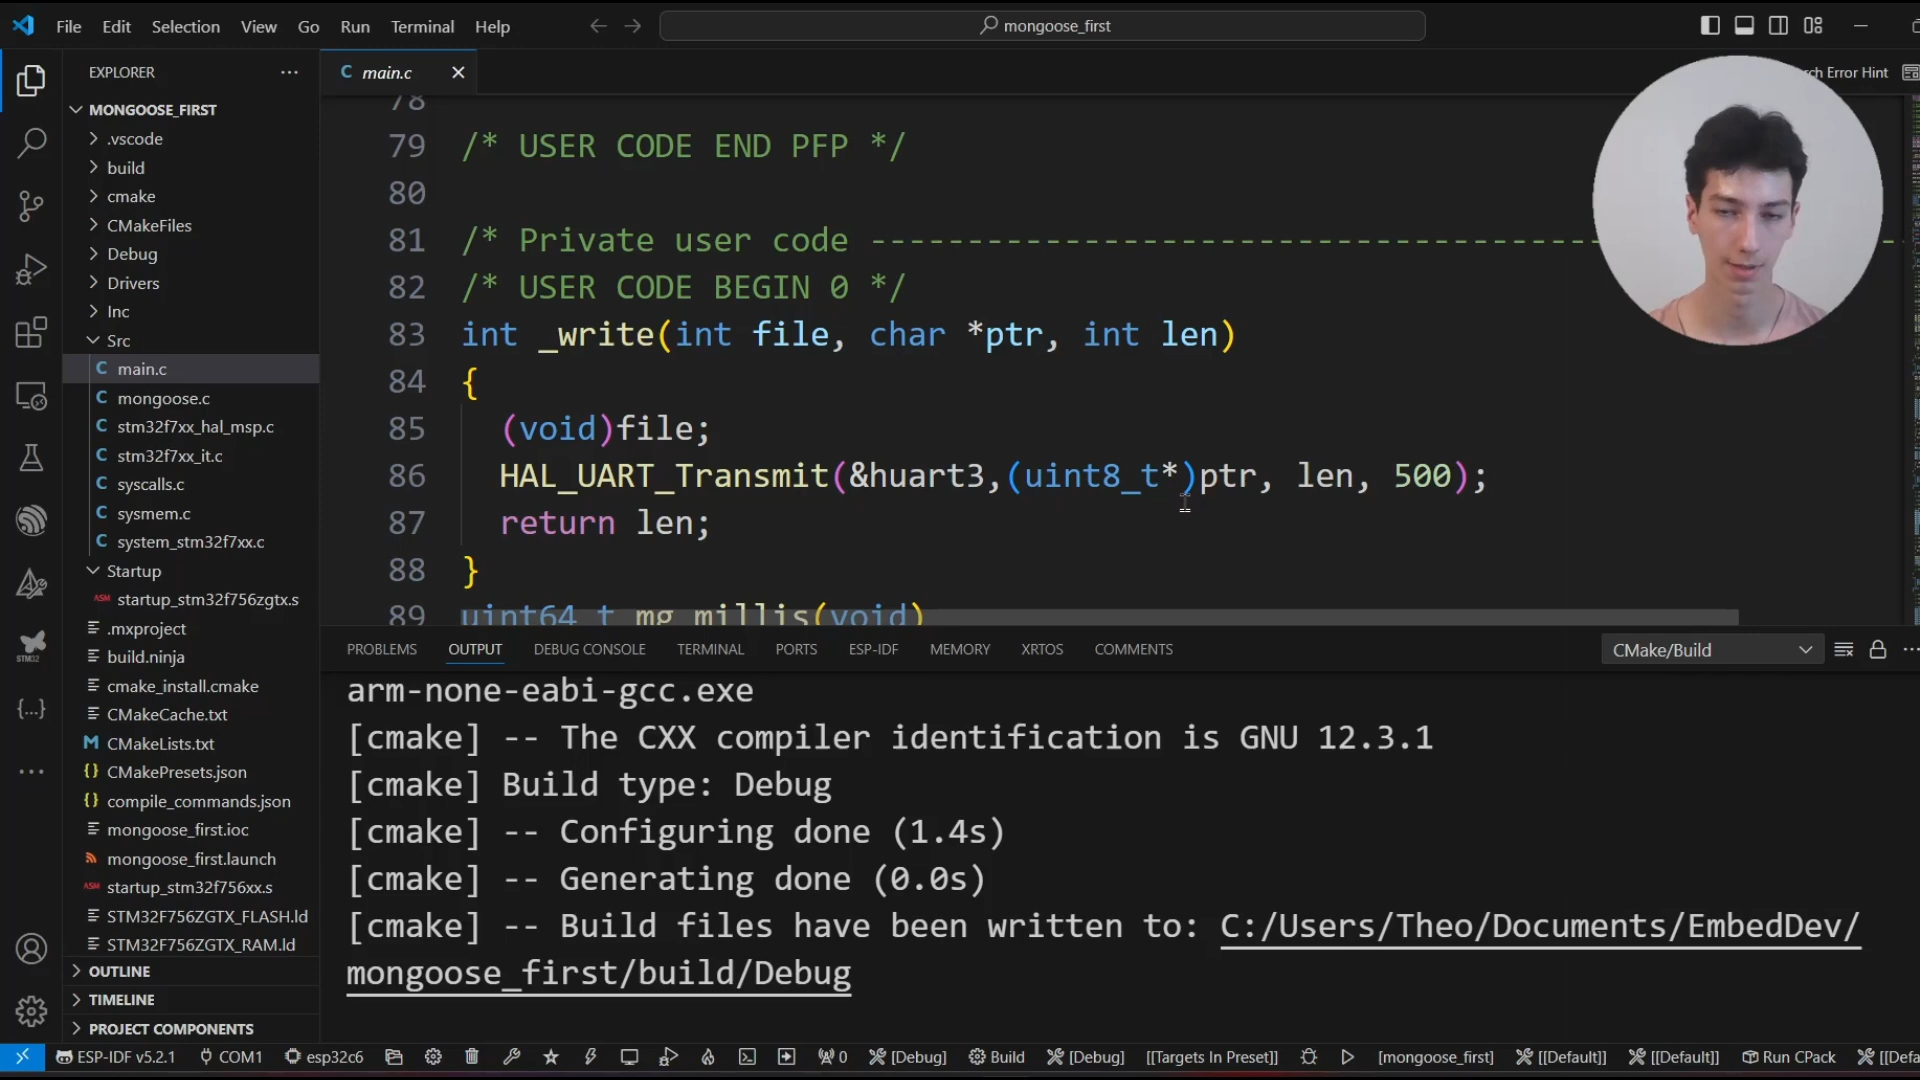 File Edit Selection View Go Run Terminal Help
mongoose_first
EXPLORER
MONGOOSE_FIRST
.vscode
build
cmake
CMakeFiles
Debug
Drivers
Inc
Src
C main.c
C mongoose.c
C stm32f7xx_hal_msp.c
C stm32f7xx_it.c
C syscalls.c
C sysmem.c
C system_stm32f7xx.c
Startup
ASM startup_stm32f756zgtx.s
.mxproject
build.ninja
cmake_install.cmake
CMakeCache.txt
M CMakeLists.txt
{} CMakePresets.json
{} compile_commands.json
mongoose_first.ioc
mongoose_first.launch
ASM startup_stm32f756xx.s
STM32F756ZGTX_FLASH.ld
STM32F756ZGTX_RAM.ld
OUTLINE
TIMELINE
PROJECT COMPONENTS
STM32
C main.c
Error Hint
78
79 /* USER CODE END PFP */
80
81 /* Private user code ---------------------------------------
82 /* USER CODE BEGIN 0 */
83 int _write(int file, char *ptr, int len)
84 {
85 (void)file;
86 HAL_UART_Transmit(&huart3,(uint8_t*)ptr, len, 500);
87 return len;
88 }
89 uint64_t mg_millis(void)
PROBLEMS OUTPUT DEBUG CONSOLE TERMINAL PORTS ESP-IDF MEMORY XRTOS COMMENTS
CMake/Build
arm-none-eabi-gcc.exe
[cmake] -- The CXX compiler identification is GNU 12.3.1
[cmake] Build type: Debug
[cmake] -- Configuring done (1.4s)
[cmake] -- Generating done (0.0s)
[cmake] -- Build files have been written to: C:/Users/Theo/Documents/EmbedDev/
mongoose_first/build/Debug
ESP-IDF v5.2.1 COM1 esp32c6 0 [Debug] Build [Debug] [[Targets In Preset]] [mongoose_first] [[Default]] [[Default]] Run CPack